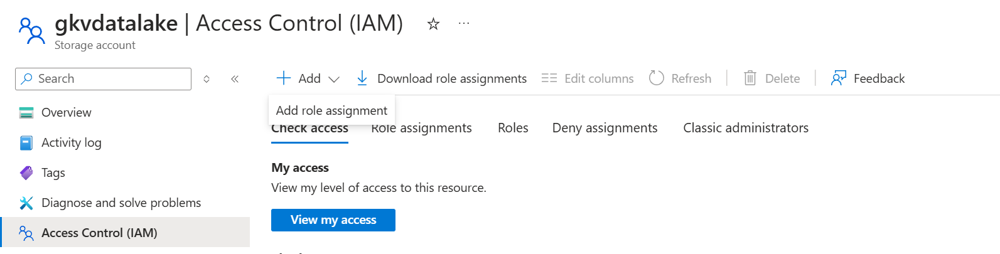 gkvdatalake | Access Control (IAM) ☆ ···
Storage account
Search
Add Download role assignments Edit columns Refresh Delete Feedback
Add role assignment
Overview
Activity log
Tags
Diagnose and solve problems
Access Control (IAM)
Check access Role assignments Roles Deny assignments Classic administrators
My access
View my level of access to this resource.
View my access